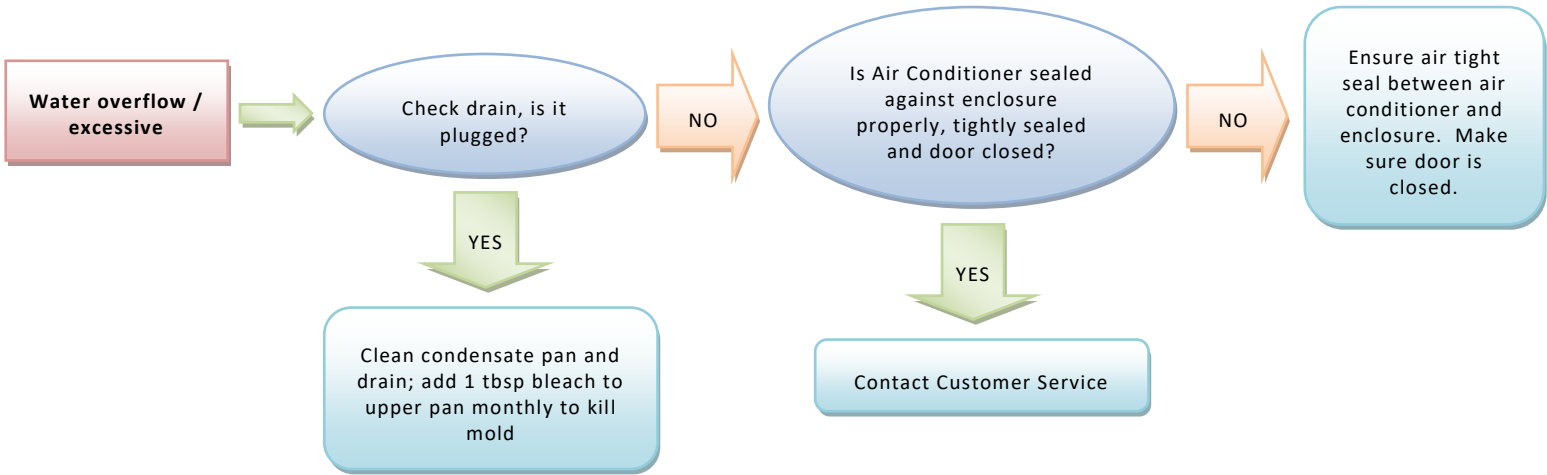 Water overflow /
excessive
Check drain, is it
plugged?
NO
Is Air Conditioner sealed
against enclosure
properly, tightly sealed
and door closed?
NO
Ensure air tight
seal between air
conditioner and
enclosure.  Make
sure door is
closed.
YES
YES
Clean condensate pan and
drain; add 1 tbsp bleach to
upper pan monthly to kill
mold
Contact Customer Service